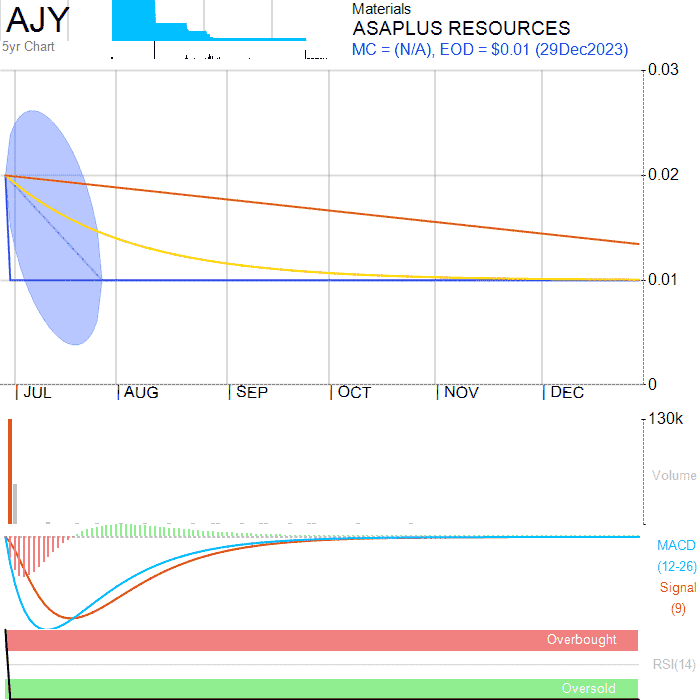 AJY
5yr Chart
Materials
ASAPLUS RESOURCES
MC = (N/A), EOD = $0.01 (29Dec2023)
0.03
0.02
0.01
0
JUL AUG SEP OCT NOV DEC
130k
Volume
MACD
(12-26)
Signal
(9)
Overbought
RSI(14)
Oversold